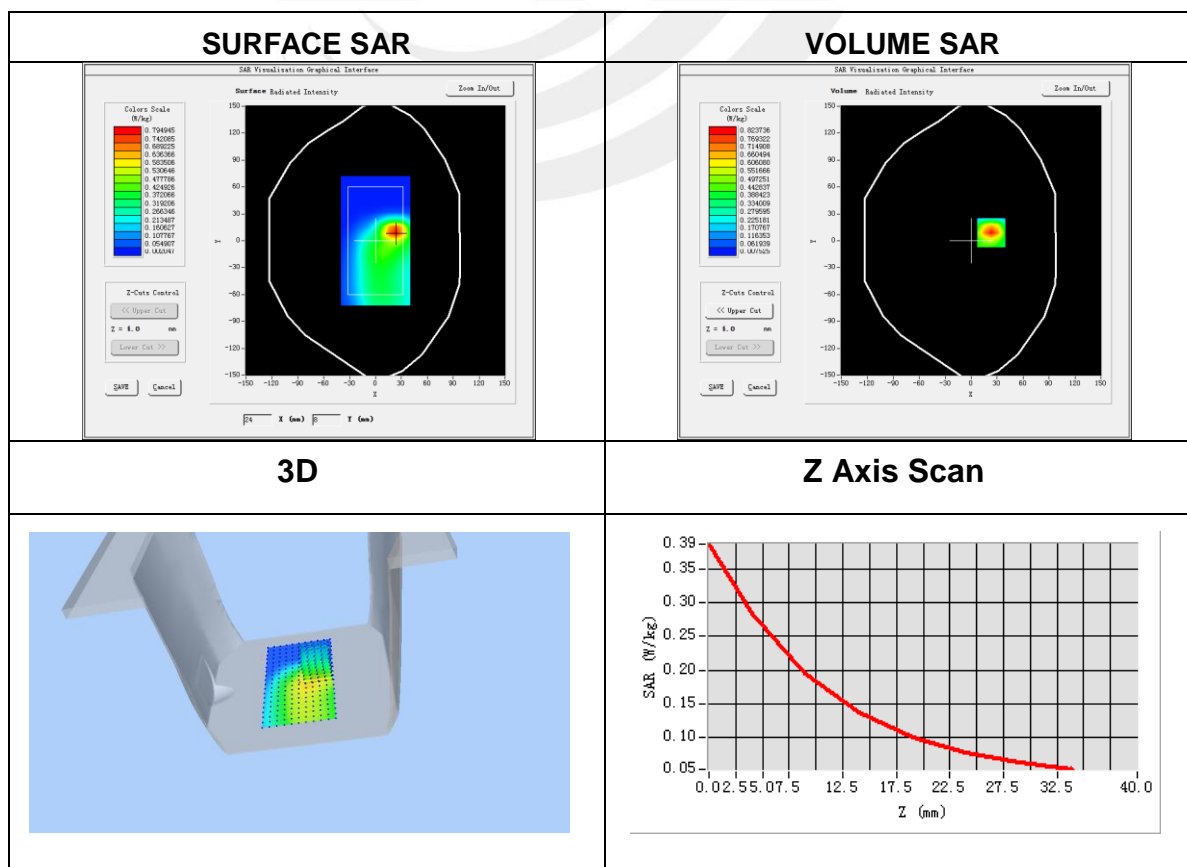 SURFACE SAR
SAR Visualisation Graphical Interface
Surface Radiated Intensity
Zoom In/Out
Colors Scale
(W/kg)
0.794945
0.742085
0.689225
0.636366
0.583506
0.530646
0.477786
0.424926
0.372066
0.319206
0.266346
0.213487
0.160627
0.107767
0.054907
0.002047
Z-Cuts Control
<< Upper Cut
Z = 4.0 mm
Lower Cut >>
SAVE Cancel
150
120
90
60
30
0
-30
-60
-90
-120
-150
Y
-150 -120 -90 -60 -30 0 30 60 90 120 150
X
24 X (mm) 8 Y (mm)
VOLUME SAR
SAR Visualisation Graphical Interface
Volume Radiated Intensity
Zoom In/Out
Colors Scale
(W/kg)
0.823736
0.769322
0.714908
0.660494
0.606080
0.551666
0.497251
0.442837
0.388423
0.334009
0.279595
0.225181
0.170767
0.116353
0.061939
0.007525
Z-Cuts Control
<< Upper Cut
Z = 4.0 mm
Lower Cut >>
SAVE Cancel
150
120
90
60
30
0
-30
-60
-90
-120
-150
Y
-150 -120 -90 -60 -30 0 30 60 90 120 150
X
3D
Z Axis Scan
0.39
0.35
0.30
0.25
0.20
0.15
0.10
0.05
SAR (W/kg)
0.0 2.5 5.0 7.5 12.5 17.5 22.5 27.5 32.5 40.0
Z (mm)